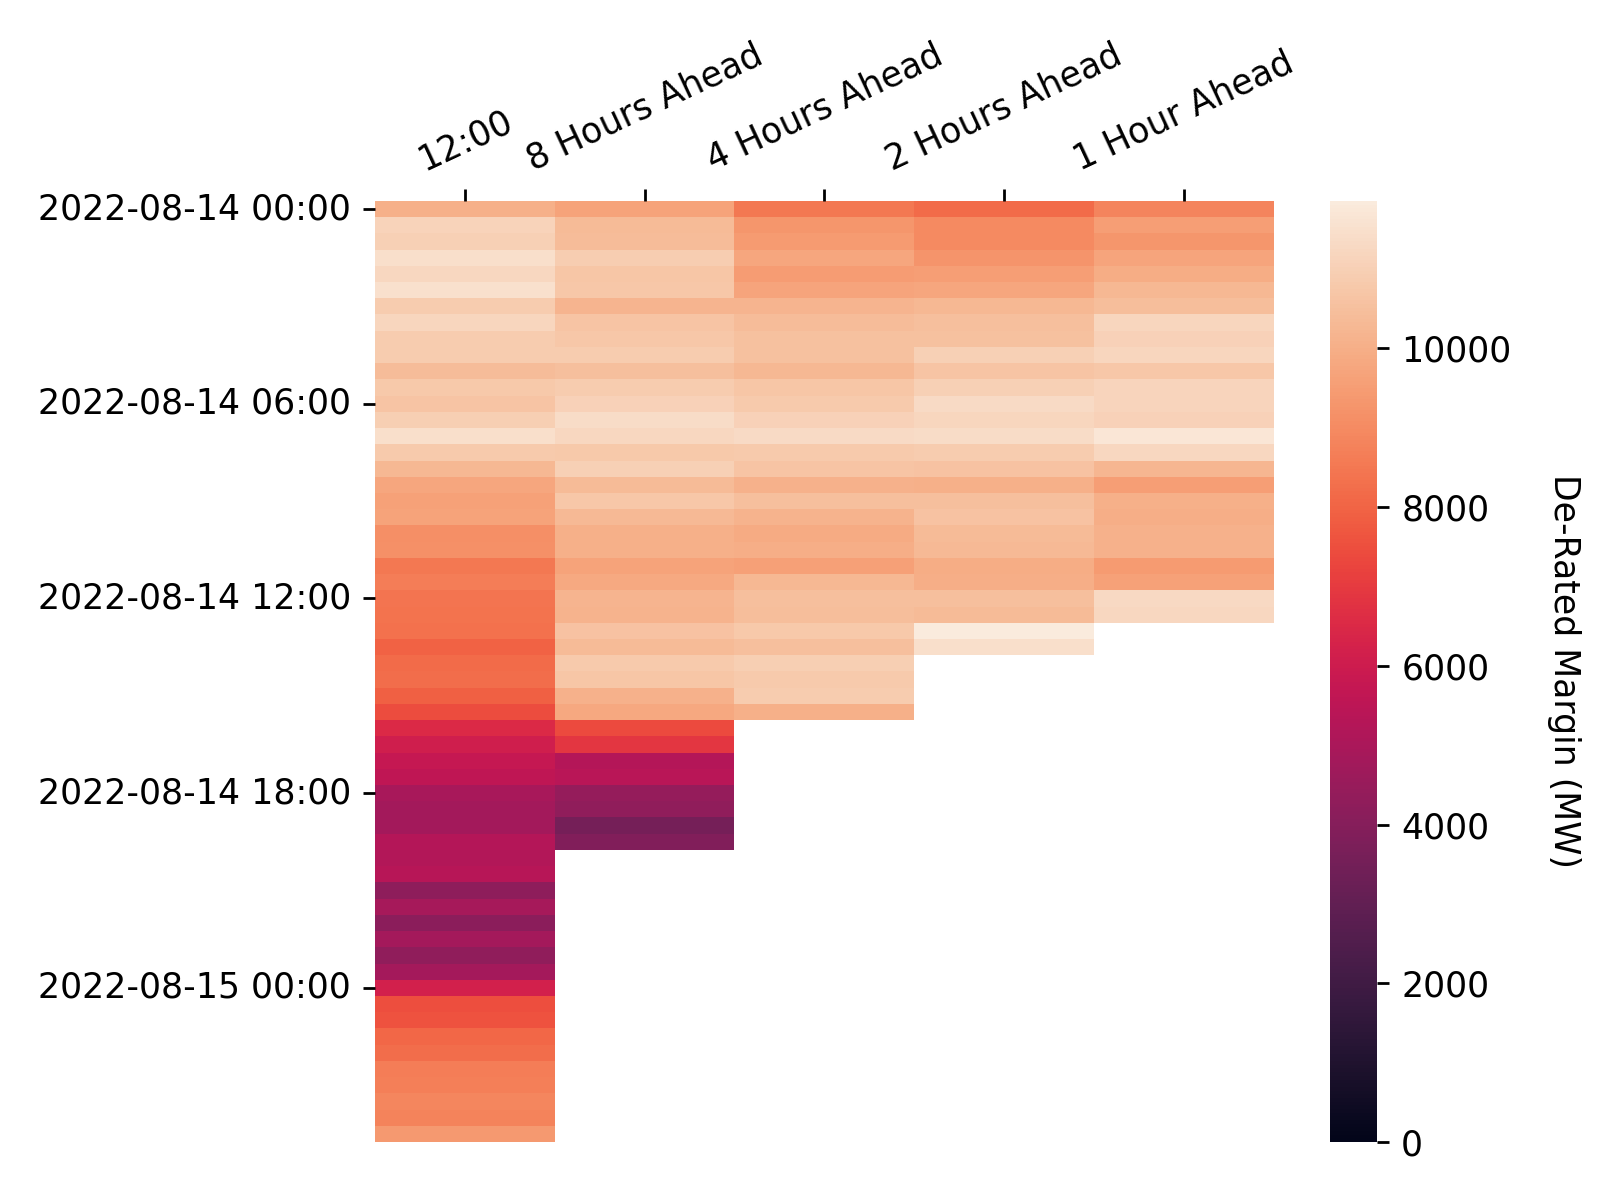 12:00
8 Hours Ahead
4 Hours Ahead
2 Hours Ahead
1 Hour Ahead
2022-08-14 00:00
2022-08-14 06:00
2022-08-14 12:00
2022-08-14 18:00
2022-08-15 00:00
10000
8000
6000
4000
2000
0
De-Rated Margin (MW)